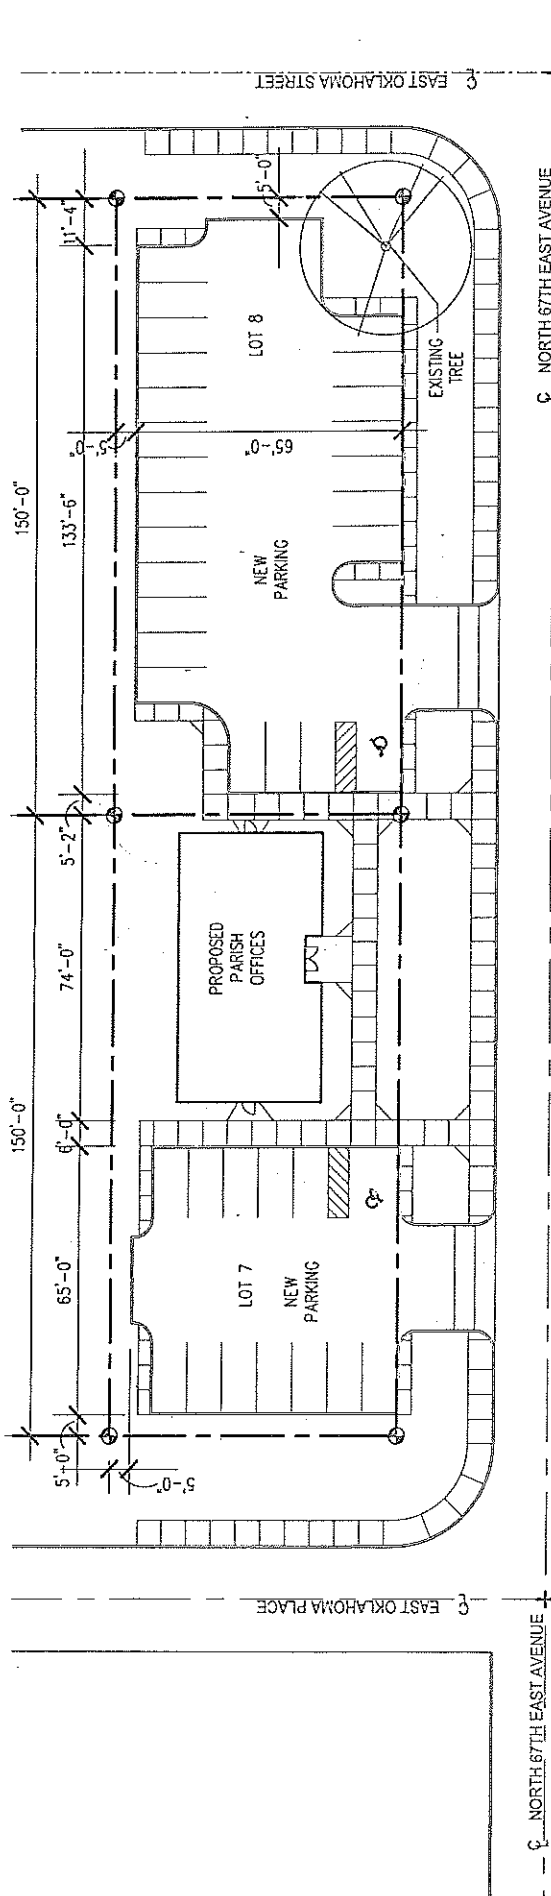 EAST OKLAHOMA STREET
NORTH 67TH EAST AVENUE
11'-4"
5'-0"
LOT 8
EXISTING
TREE
150'-0"
133'-6"
5'-0"
65'-0"
NEW
PARKING
5'-2"
74'-0"
PROPOSED
PARISH
OFFICES
150'-0"
6'-0"
65'-0"
LOT 7
NEW
PARKING
5'-0"
5'-0"
EAST OKLAHOMA PLACE
NORTH 67TH EAST AVENUE